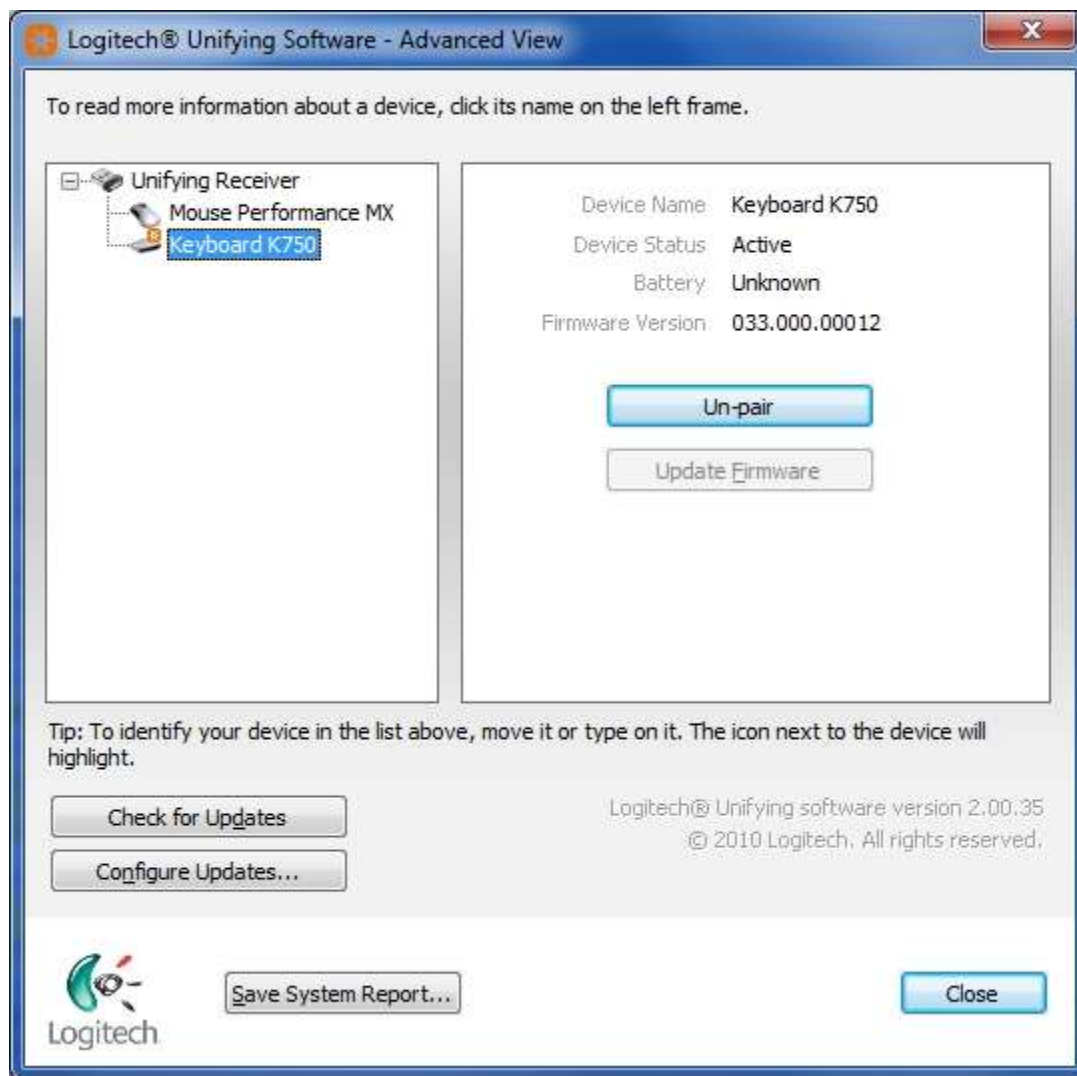 Logitech® Unifying Software - Advanced View
To read more information about a device, click its name on the left frame.
Unifying Receiver
Mouse Performance MX
Keyboard K750
Device Name Keyboard K750
Device Status Active
Battery Unknown
Firmware Version 033.000.00012
Un-pair
Update Firmware
Tip: To identify your device in the list above, move it or type on it. The icon next to the device will
highlight.
Check for Updates
Logitech® Unifying software version 2.00.35
© 2010 Logitech. All rights reserved.
Configure Updates...
Logitech
Save System Report...
Close